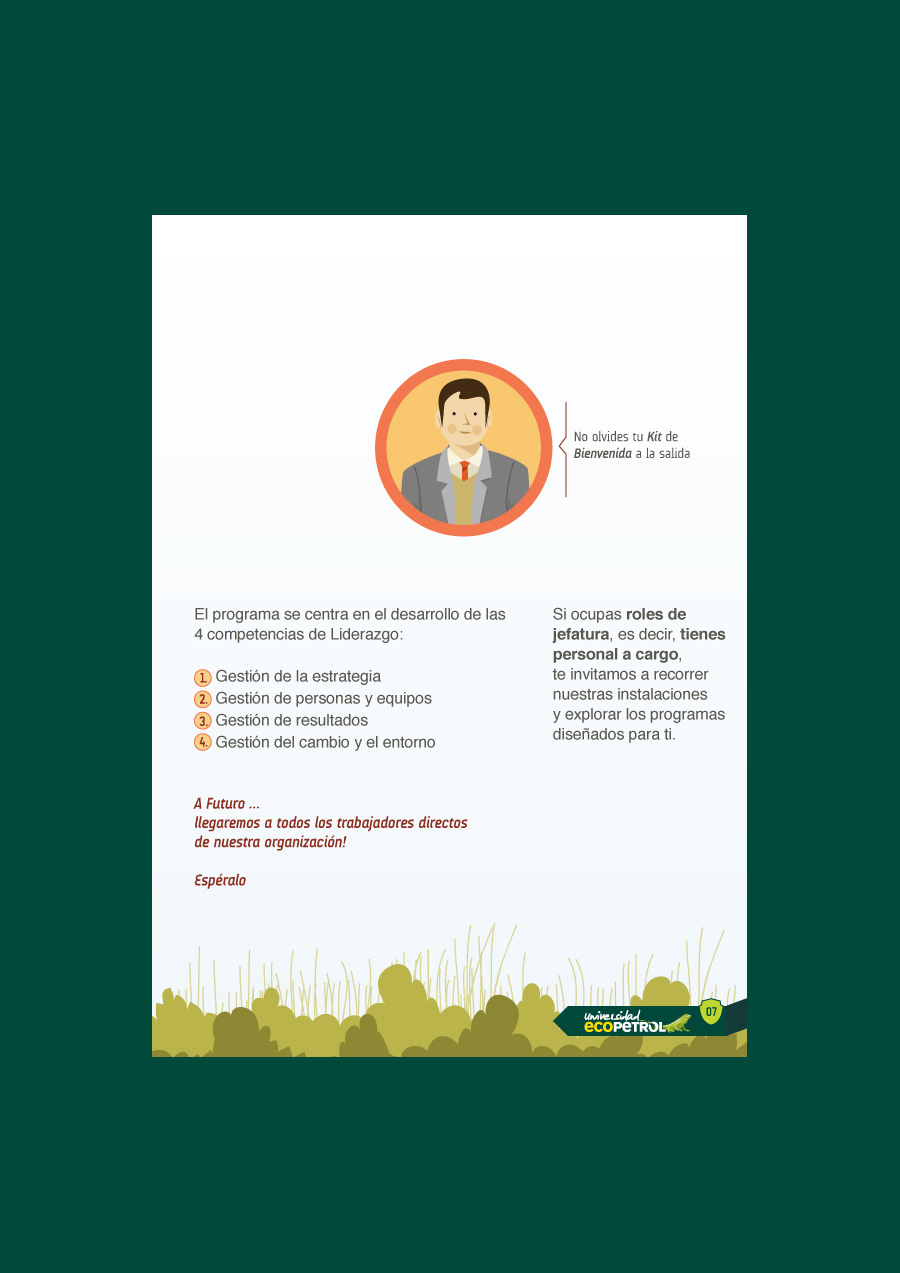 No olvides tu Kit de
Bienvenida a la salida
El programa se centra en el desarrollo de las
4 competencias de Liderazgo:
1. Gestión de la estrategia
2. Gestión de personas y equipos
3. Gestión de resultados
4. Gestión del cambio y el entorno
A Futuro ...
llegaremos a todos los trabajadores directos
de nuestra organización!
Espéralo
Si ocupas roles de
jefatura, es decir, tienes
personal a cargo,
te invitamos a recorrer
nuestras instalaciones
y explorar los programas
diseñados para ti.
universidad
ecoPETROL
07